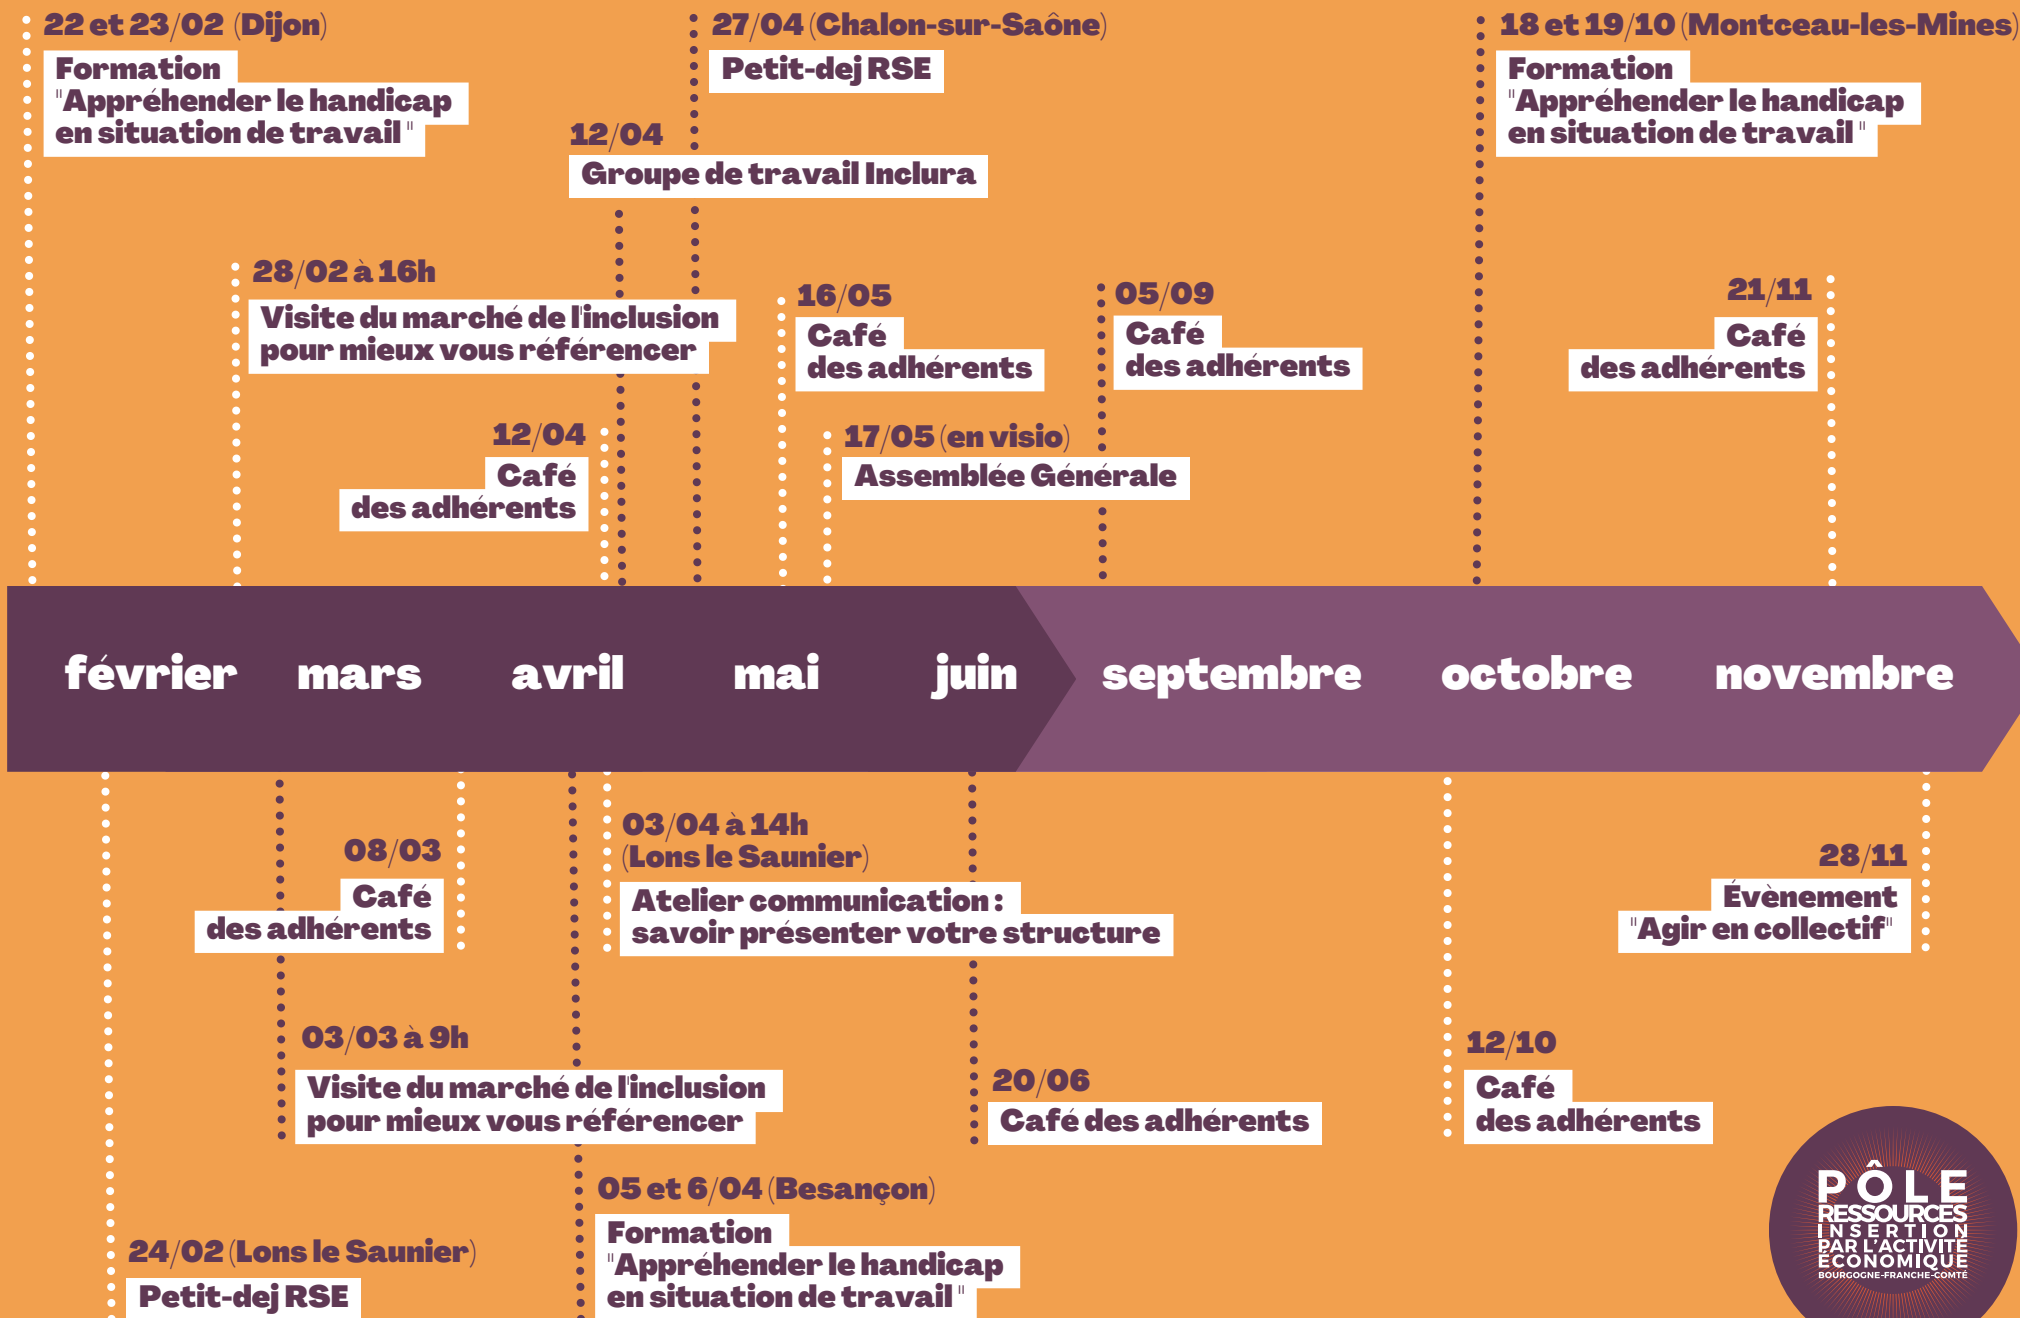 22 et 23/02 (Dijon)
Formation
"Appréhender le handicap
en situation de travail "
27/04 (Chalon-sur-Saône)
Petit-dej RSE
18 et 19/10 (Montceau-les-Mines)
Formation
"Appréhender le handicap
en situation de travail "
12/04
Groupe de travail Inclura
28/02 à 16h
Visite du marché de l'inclusion
pour mieux vous référencer
16/05
Café
des adhérents
05/09
Café
des adhérents
21/11
Café
des adhérents
12/04
Café
des adhérents
17/05 (en visio)
Assemblée Générale
février mars avril mai juin septembre octobre novembre
08/03
Café
des adhérents
03/04 à 14h
(Lons le Saunier)
Atelier communication :
savoir présenter votre structure
28/11
Évènement
"Agir en collectif"
03/03 à 9h
Visite du marché de l'inclusion
pour mieux vous référencer
20/06
Café des adhérents
12/10
Café
des adhérents
24/02 (Lons le Saunier)
Petit-dej RSE
05 et 6/04 (Besançon)
Formation
"Appréhender le handicap
en situation de travail "
PÔLE
RESSOURCES
INSERTION
PAR L'ACTIVITÉ
ÉCONOMIQUE
BOURGOGNE-FRANCHE-COMTÉ